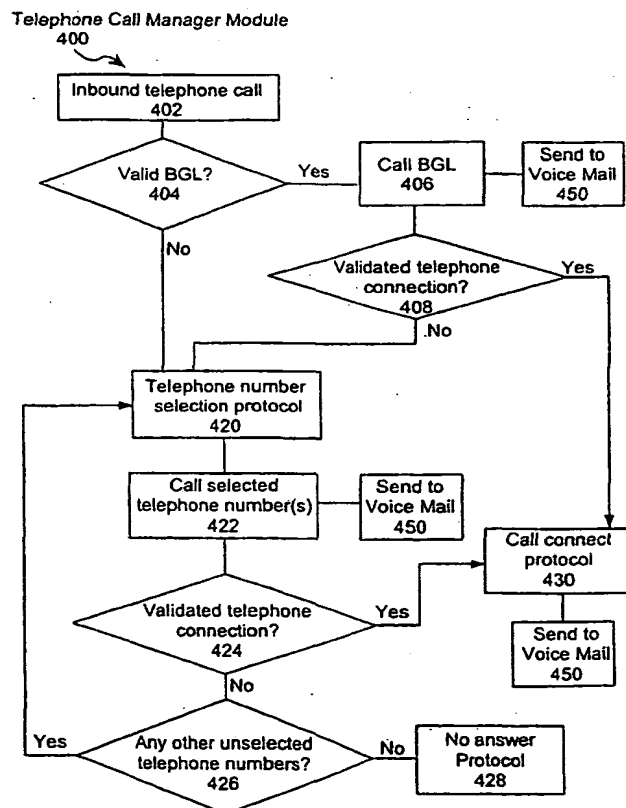 Telephone Call Manager Module
400
Inbound telephone call
402
Valid BGL?
404
Yes
No
Call BGL
406
Send to
Voice Mail
450
Validated telephone
connection?
408
Yes
No
Telephone number
selection protocol
420
Call selected
telephone number(s)
422
Send to
Voice Mail
450
Call connect
protocol
430
Validated telephone
connection?
424
Yes
No
Send to
Voice Mail
450
Any other unselected
telephone numbers?
426
Yes
No
No answer
Protocol
428